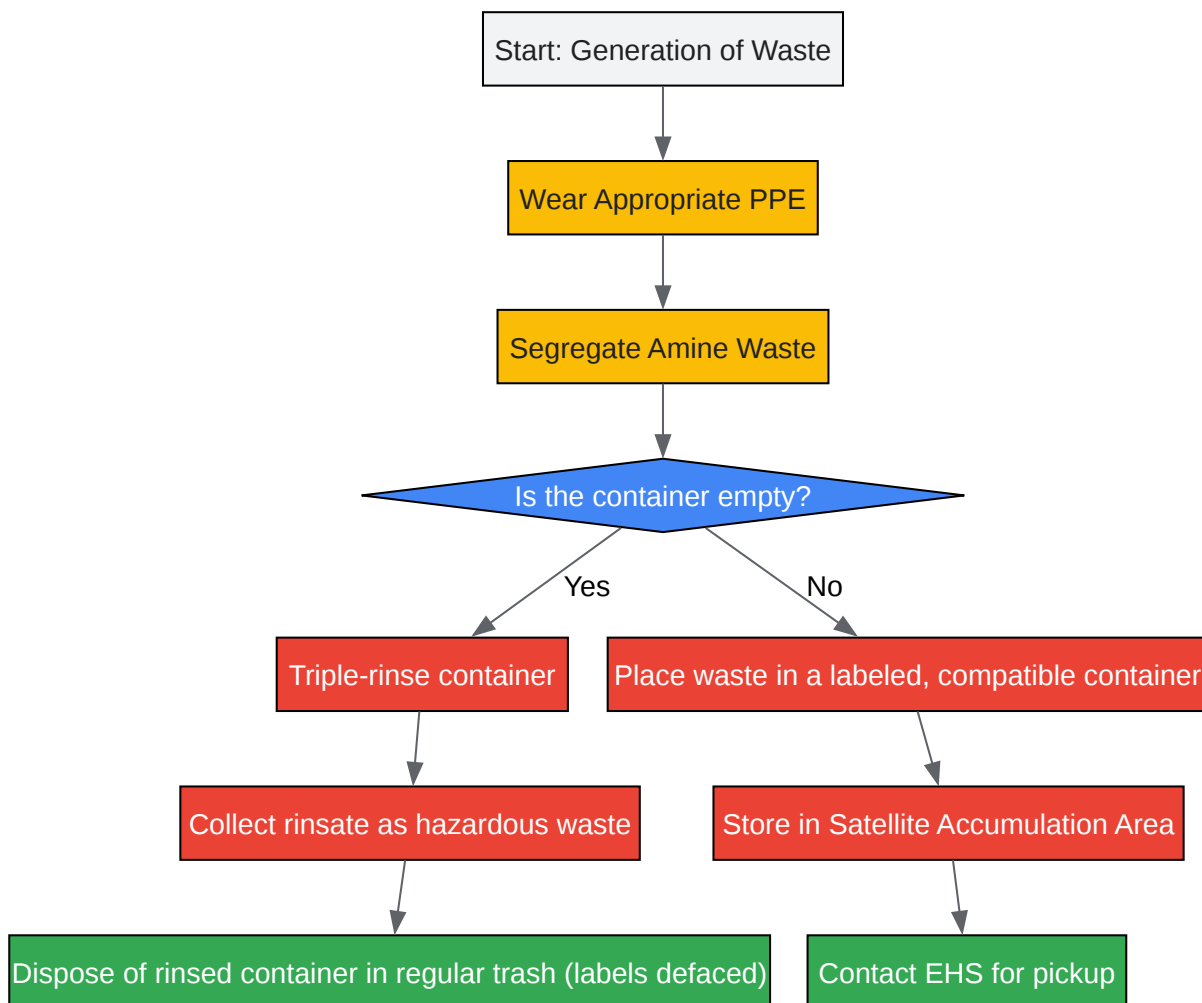 Start: Generation of Waste
Wear Appropriate PPE
Segregate Amine Waste
Is the container empty?
Yes
No
Triple-rinse container
Place waste in a labeled, compatible container
Collect rinsate as hazardous waste
Store in Satellite Accumulation Area
Dispose of rinsed container in regular trash (labels defaced)
Contact EHS for pickup